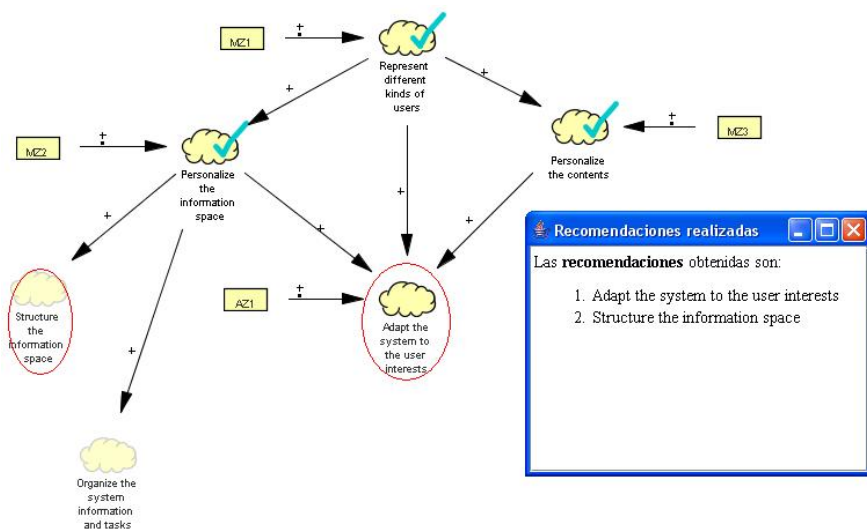 MZ1
Represent
different
kinds of
users
+
+
+
+
MZ2
+
Personalize
the
information
space
+
Personalize
the contents
+
MZ3
+
+
+
+
Structure
the
information
space
AZ1
+
Adapt the
system to
the user
interests
+
Organize the
system
information
and tasks
Recomendaciones realizadas
Las recomendaciones obtenidas son:
1. Adapt the system to the user interests
2. Structure the information space